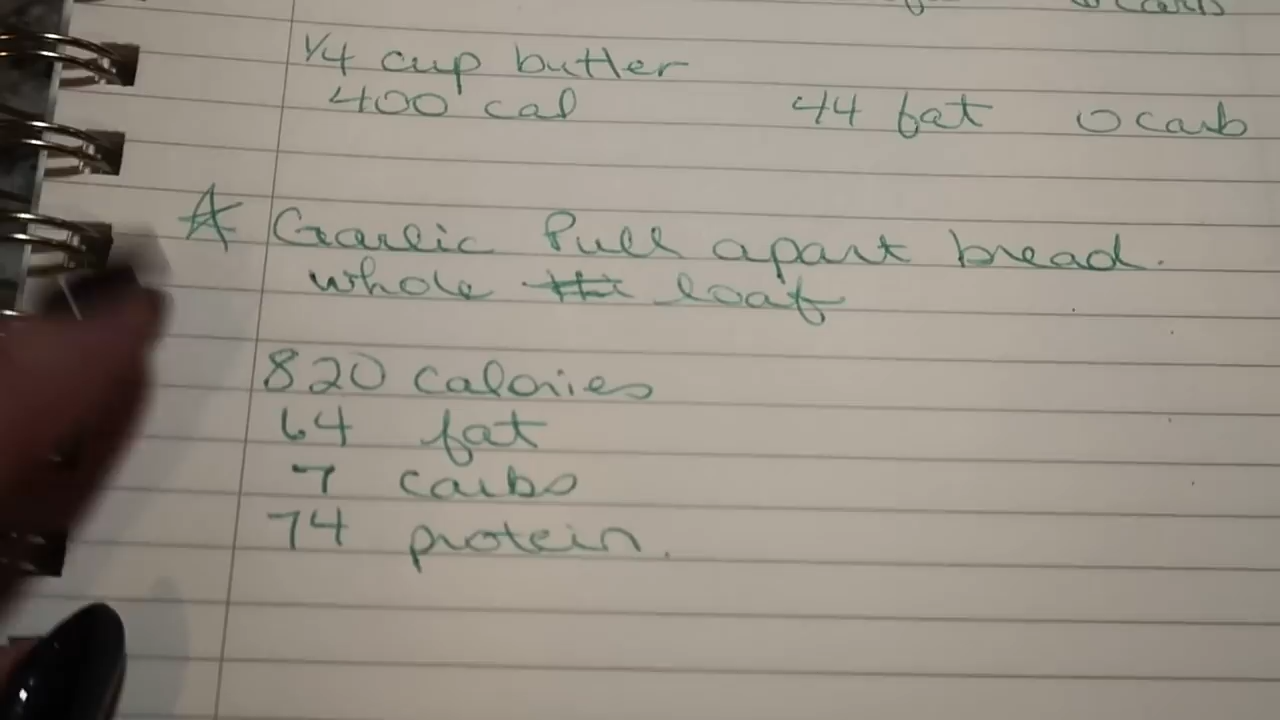 1/4 cup butter
400 cal 44 fat 0 carb
Garlic Pull apart bread.
whole loaf
820 calories
64 fat
7 carbs
74 protein.